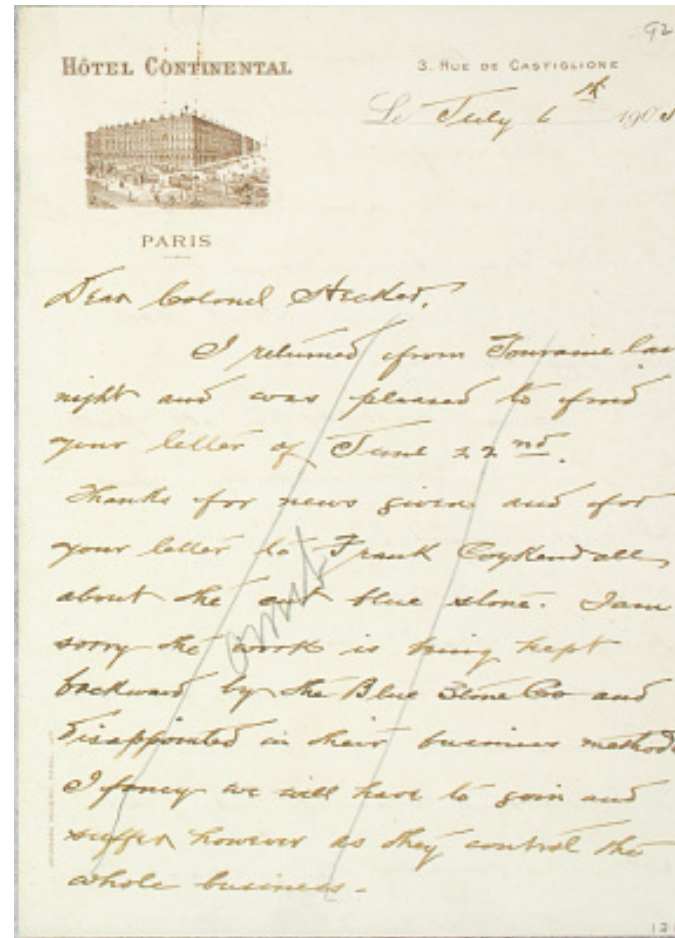 92
HÔTEL CONTINENTAL
3, RUE DE CASTIGLIONE
Le July 6th 190
PARIS
Dear Colonel Hecker,
I returned from Touraine las
night and was pleased to find
your letter of June 22nd.
Thanks for news given and for
your letter to Frank Coykendall
about the cut blue stone. I am
sorry the work is being kept
omit
backward by the Blue Stone Co and
disappointed in their business methods
I fancy we will have to grin and
suffer however as they control the
whole business.